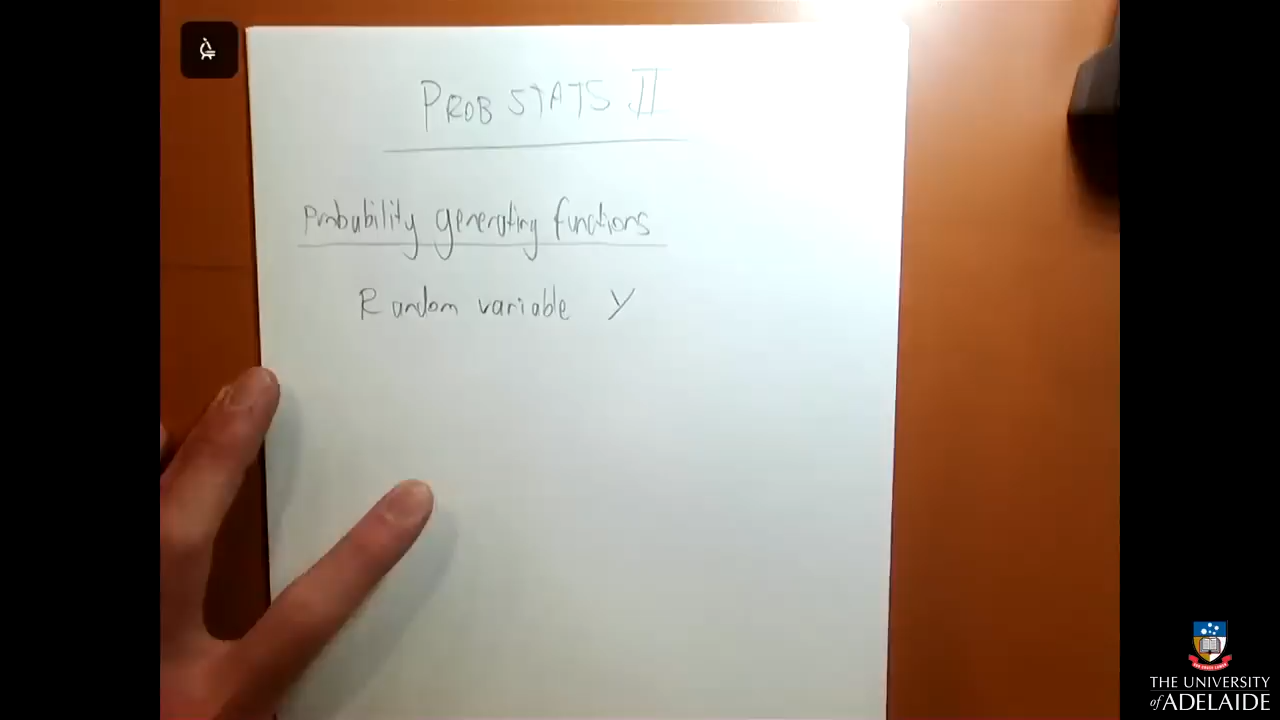 PROB STATS II
Probability generating functions
Random variable Y
THE UNIVERSITY
of ADELAIDE